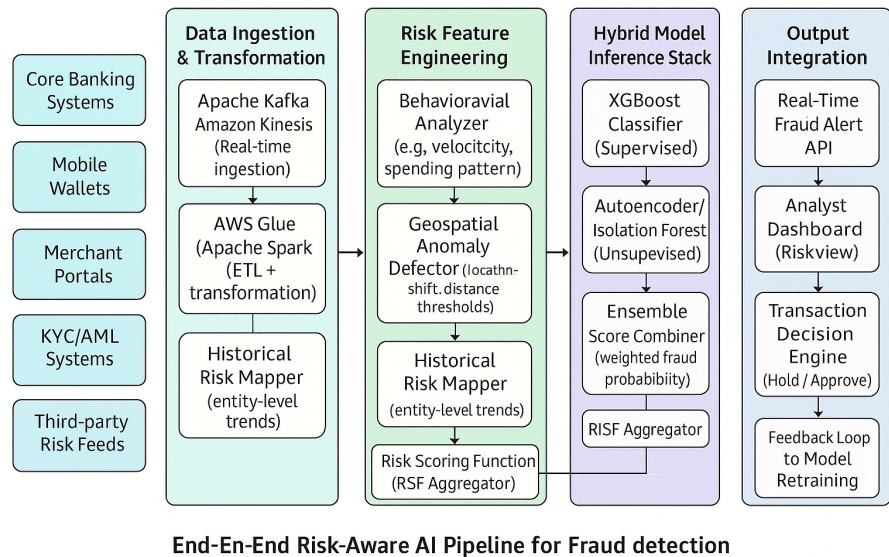 Core Banking
Systems
Mobile
Wallets
Merchant
Portals
KYC/AML
Systems
Third-party
Risk Feeds
Data Ingestion
& Transformation
Apache Kafka
Amazon Kinesis
(Real-time
ingestion)
AWS Glue
(Apache Spark
(ETL +
transformation)
Historical
Risk Mapper
(entity-level
trends)
Risk Feature
Engineering
Behavioravial
Analyzer
(e.g, velocitcity,
spending pattern)
Geospatial
Anomaly
Defector (locathn-
shift. distance
thresholds)
Historical
Risk Mapper
(entity-level trends)
Risk Scoring Function
(RSF Aggregator)
Hybrid Model
Inference Stack
XGBoost
Classifier
(Supervised)
Autoencoder/
Isolation Forest
(Unsupevised)
Ensemble
Score Combiner
(weighted fraud
probabibiity)
RISF Aggregator
Output
Integration
Real-Time
Fraud Alert
API
Analyst
Dashboard
(Riskview)
Transaction
Decision
Engine
(Hold / Approve)
Feedback Loop
to Model
Retraining
End-En-End Risk-Aware AI Pipeline for Fraud detection